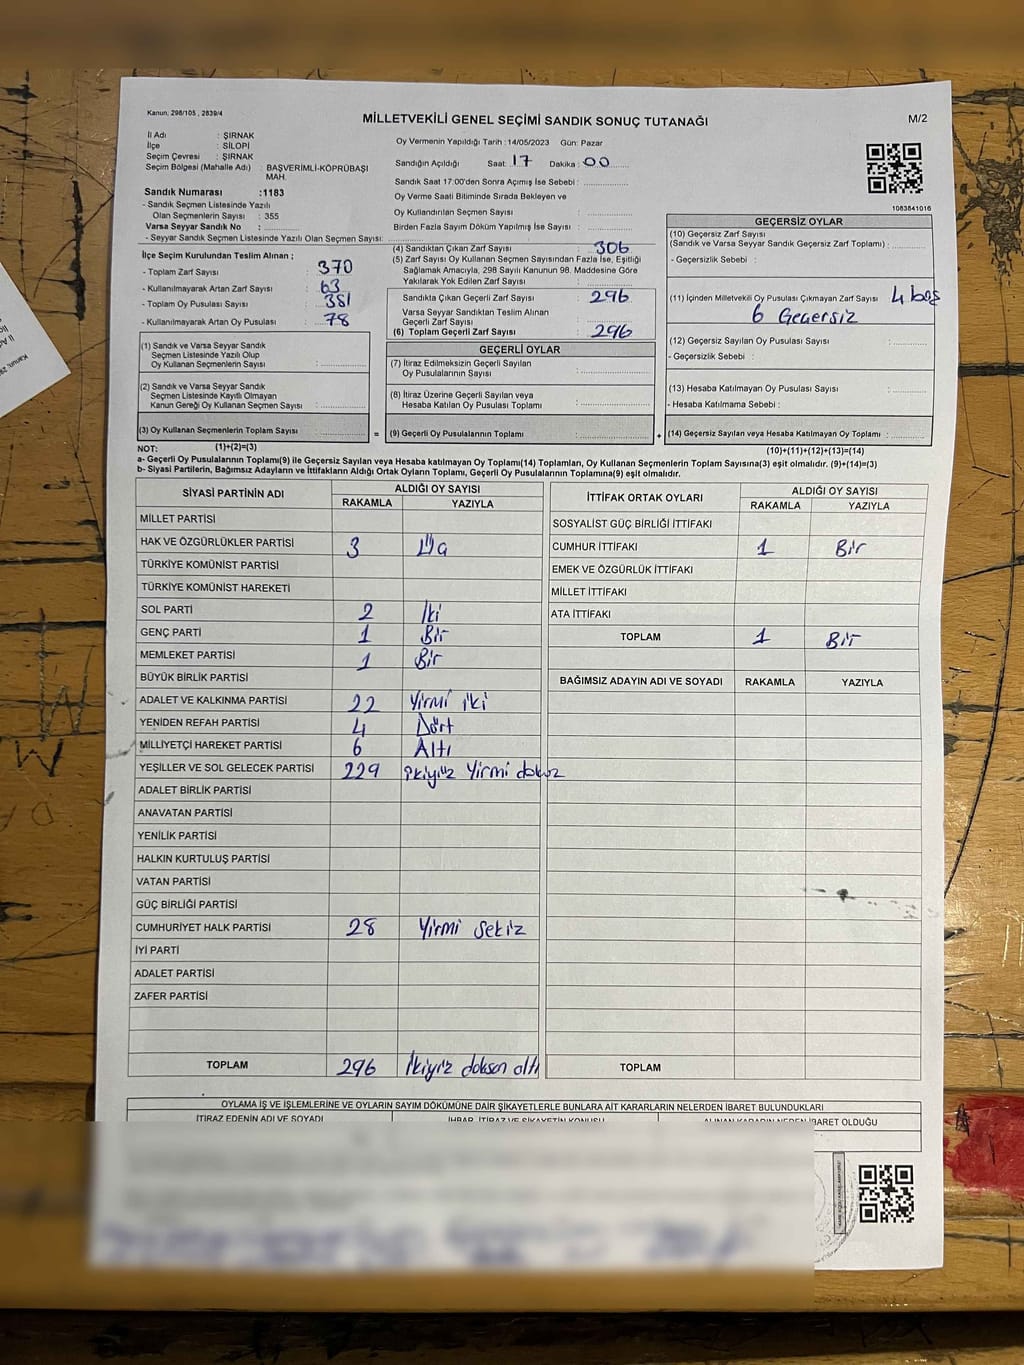 Kanun, 298/105 , 2839/4
MİLLETVEKİLİ GENEL SEÇİMİ SANDIK SONUÇ TUTANAĞI
M/2
İl Adı : ŞIRNAK
İlçe : SİLOPİ
Seçim Çevresi : ŞIRNAK
Seçim Bölgesi (Mahalle Adı) : BAŞVERİMLİ-KÖPRÜBAŞI MAH.
Sandık Numarası :1183
- Sandık Seçmen Listesinde Yazılı
Olan Seçmenlerin Sayısı : 355
Varsa Seyyar Sandık No :
- Seyyar Sandık Seçmen Listesinde Yazılı Olan Seçmen Sayısı:
Oy Vermenin Yapıldığı Tarih : 14/05/2023 Gün: Pazar
Sandığın Açıldığı Saat: 17 Dakika : 00
Sandık Saat 17:00'den Sonra Açımış İse Sebebi :
Oy Verme Saati Bitiminde Sırada Bekleyen ve
Oy Kullandırılan Seçmen Sayısı :
Birden Fazla Sayım Döküm Yapılmış İse Sayısı :
1083841016
İlçe Seçim Kurulundan Teslim Alınan ;
- Toplam Zarf Sayısı : 370
- Kullanılmayarak Artan Zarf Sayısı : 63
- Toplam Oy Pusulası Sayısı : 381
- Kullanılmayarak Artan Oy Pusulası : 78
(1) Sandık ve Varsa Seyyar Sandık
Seçmen Listesinde Yazılı Olup
Oy Kullanan Seçmenlerin Sayısı :
(2) Sandık ve Varsa Seyyar Sandık
Seçmen Listesinde Kayıtlı Olmayan
Kanun Gereği Oy Kullanan Seçmen Sayısı :
(3) Oy Kullanan Seçmenlerin Toplam Sayısı :
(4) Sandıktan Çıkan Zarf Sayısı : 306
(5) Zarf Sayısı Oy Kullanan Seçmen Sayısından Fazla İse, Eşitliği
Sağlamak Amacıyla, 298 Sayılı Kanunun 98. Maddesine Göre
Yakılarak Yok Edilen Zarf Sayısı :
Sandıkta Çıkan Geçerli Zarf Sayısı : 296
Varsa Seyyar Sandıktan Teslim Alınan
Geçerli Zarf Sayısı :
(6) Toplam Geçerli Zarf Sayısı : 296
GEÇERLİ OYLAR
(7) İtiraz Edilmeksizin Geçerli Sayılan
Oy Pusulalarının Sayısı :
(8) İtiraz Üzerine Geçerli Sayılan veya
Hesaba Katılan Oy Pusulası Toplamı :
= (9) Geçerli Oy Pusulalarının Toplamı :
GEÇERSİZ OYLAR
(10) Geçersiz Zarf Sayısı
(Sandık ve Varsa Seyyar Sandık Geçersiz Zarf Toplamı) :
- Geçersizlik Sebebi :
(11) İçinden Milletvekili Oy Pusulası Çıkmayan Zarf Sayısı 4 boş
6 Geçersiz
(12) Geçersiz Sayılan Oy Pusulası Sayısı :
- Geçersizlik Sebebi :
(13) Hesaba Katılmayan Oy Pusulası Sayısı :
- Hesaba Katılmama Sebebi :
+ (14) Geçersiz Sayılan veya Hesaba Katılmayan Oy Toplamı :
NOT: (1)+(2)=(3)
(10)+(11)+(12)+(13)=(14)
a- Geçerli Oy Pusulalarının Toplamı(9) ile Geçersiz Sayılan veya Hesaba katılmayan Oy Toplamı(14) Toplamları, Oy Kullanan Seçmenlerin Toplam Sayısına(3) eşit olmalıdır. (9)+(14)=(3)
b- Siyasi Partilerin, Bağımsız Adayların ve İttifakların Aldığı Ortak Oyların Toplamı, Geçerli Oy Pusulalarının Toplamına(9) eşit olmalıdır.
SİYASİ PARTİNİN ADI ALDIĞI OY SAYISI
RAKAMLA YAZIYLA
MİLLET PARTİSİ
HAK VE ÖZGÜRLÜKLER PARTİSİ 3 Üç
TÜRKİYE KOMÜNİST PARTİSİ
TÜRKİYE KOMÜNİST HAREKETİ
SOL PARTİ 2 İki
GENÇ PARTİ 1 Bir
MEMLEKET PARTİSİ 1 Bir
BÜYÜK BİRLİK PARTİSİ
ADALET VE KALKINMA PARTİSİ 22 Yirmi iki
YENİDEN REFAH PARTİSİ 4 Dört
MİLLİYETÇİ HAREKET PARTİSİ 6 Altı
YEŞİLLER VE SOL GELECEK PARTİSİ 229 ikiyüz Yirmi dokuz
ADALET BİRLİK PARTİSİ
ANAVATAN PARTİSİ
YENİLİK PARTİSİ
HALKIN KURTULUŞ PARTİSİ
VATAN PARTİSİ
GÜÇ BİRLİĞİ PARTİSİ
CUMHURİYET HALK PARTİSİ 28 Yirmi Sekiz
İYİ PARTİ
ADALET PARTİSİ
ZAFER PARTİSİ
TOPLAM 296 İkiyüz doksan altı
İTTİFAK ORTAK OYLARI ALDIĞI OY SAYISI
RAKAMLA YAZIYLA
SOSYALİST GÜÇ BİRLİĞİ İTTİFAKI
CUMHUR İTTİFAKI 1 Bir
EMEK VE ÖZGÜRLÜK İTTİFAKI
MİLLET İTTİFAKI
ATA İTTİFAKI
TOPLAM 1 Bir
BAĞIMSIZ ADAYIN ADI VE SOYADI RAKAMLA YAZIYLA
TOPLAM
OYLAMA İŞ VE İŞLEMLERİNE VE OYLARIN SAYIM DÖKÜMÜNE DAİR ŞİKAYETLERLE BUNLARA AİT KARARLARIN NELERDEN İBARET BULUNDUKLARI
İTİRAZ EDENİN ADI VE SOYADI İHBAR, İTİRAZ VE ŞİKAYETİN KONUSU ALINAN KARARIN NEDEN İBARET OLDUĞU